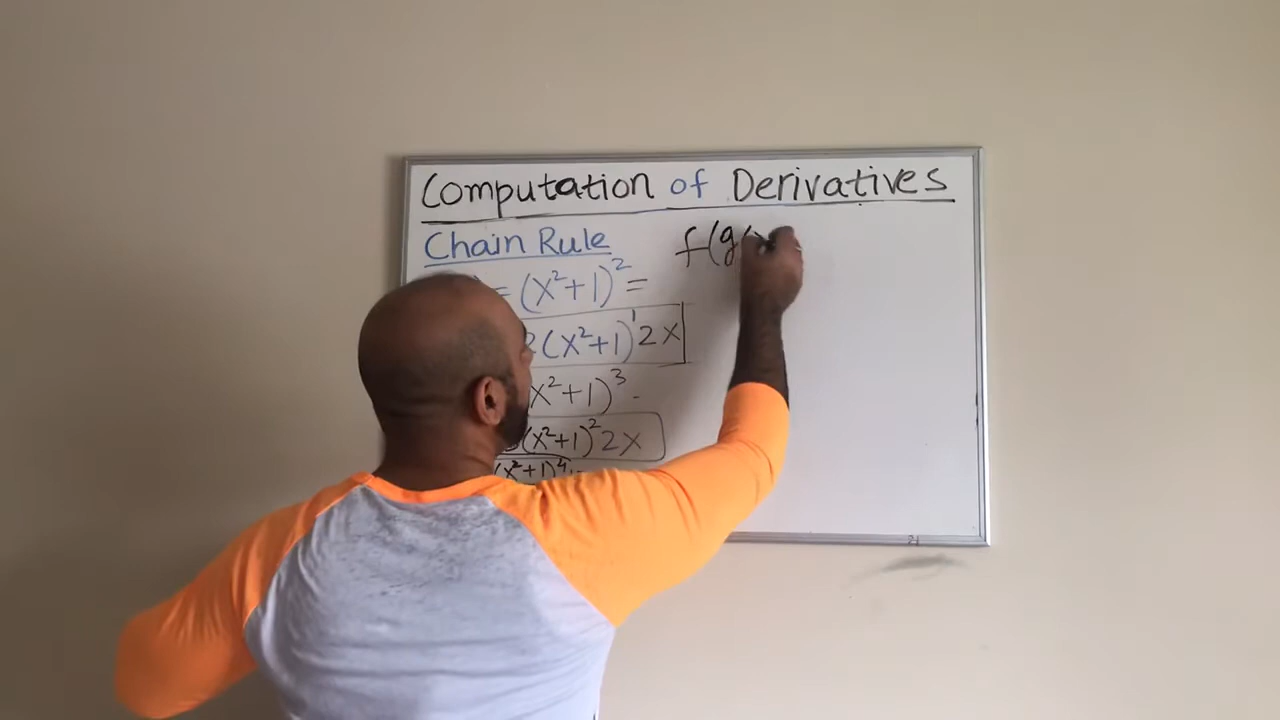 Computation of Derivatives
Chain Rule
= (x²+1)² =
2(x²+1)¹2x
x²+1)³
(x²+1)²2x
(x²+1)⁴
f(g(x